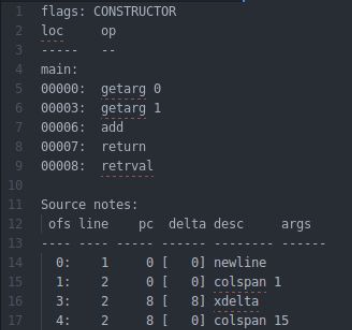 1 flags: CONSTRUCTOR
2 loc op
3 ----- --
4 main:
5 00000: getarg 0
6 00003: getarg 1
7 00006: add
8 00007: return
9 00008: retrval
10
11 Source notes:
12 ofs line pc delta desc args
13 ---- ---- ----- ------ -------- ------
14 0: 1 0 [ 0] newline
15 1: 2 0 [ 0] colspan 1
16 3: 2 8 [ 8] xdelta
17 4: 2 8 [ 0] colspan 15